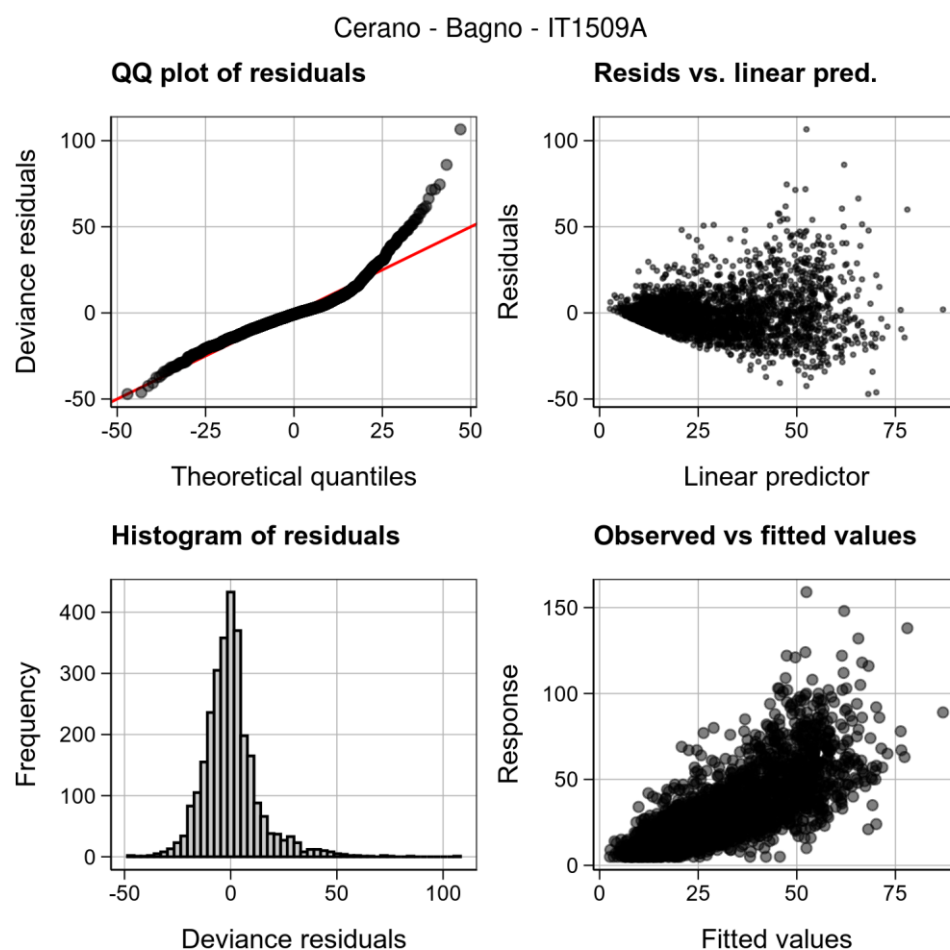 Cerano - Bagno - IT1509A
QQ plot of residuals
Deviance residuals
100
50
0
-50
-50 -25 0 25 50
Theoretical quantiles
Resids vs. linear pred.
Residuals
100
50
0
-50
0 25 50 75
Linear predictor
Histogram of residuals
Frequency
400
300
200
100
0
-50 0 50 100
Deviance residuals
Observed vs fitted values
Response
150
100
50
0
0 25 50 75
Fitted values